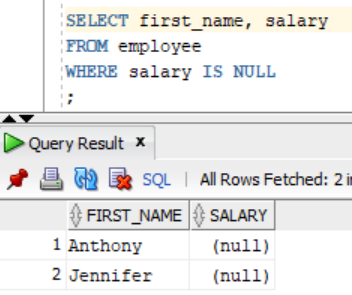 SELECT first_name, salary
FROM employee
WHERE salary IS NULL
;
Query Result x
SQL | All Rows Fetched: 2
FIRST_NAME SALARY
1 Anthony (null)
2 Jennifer (null)